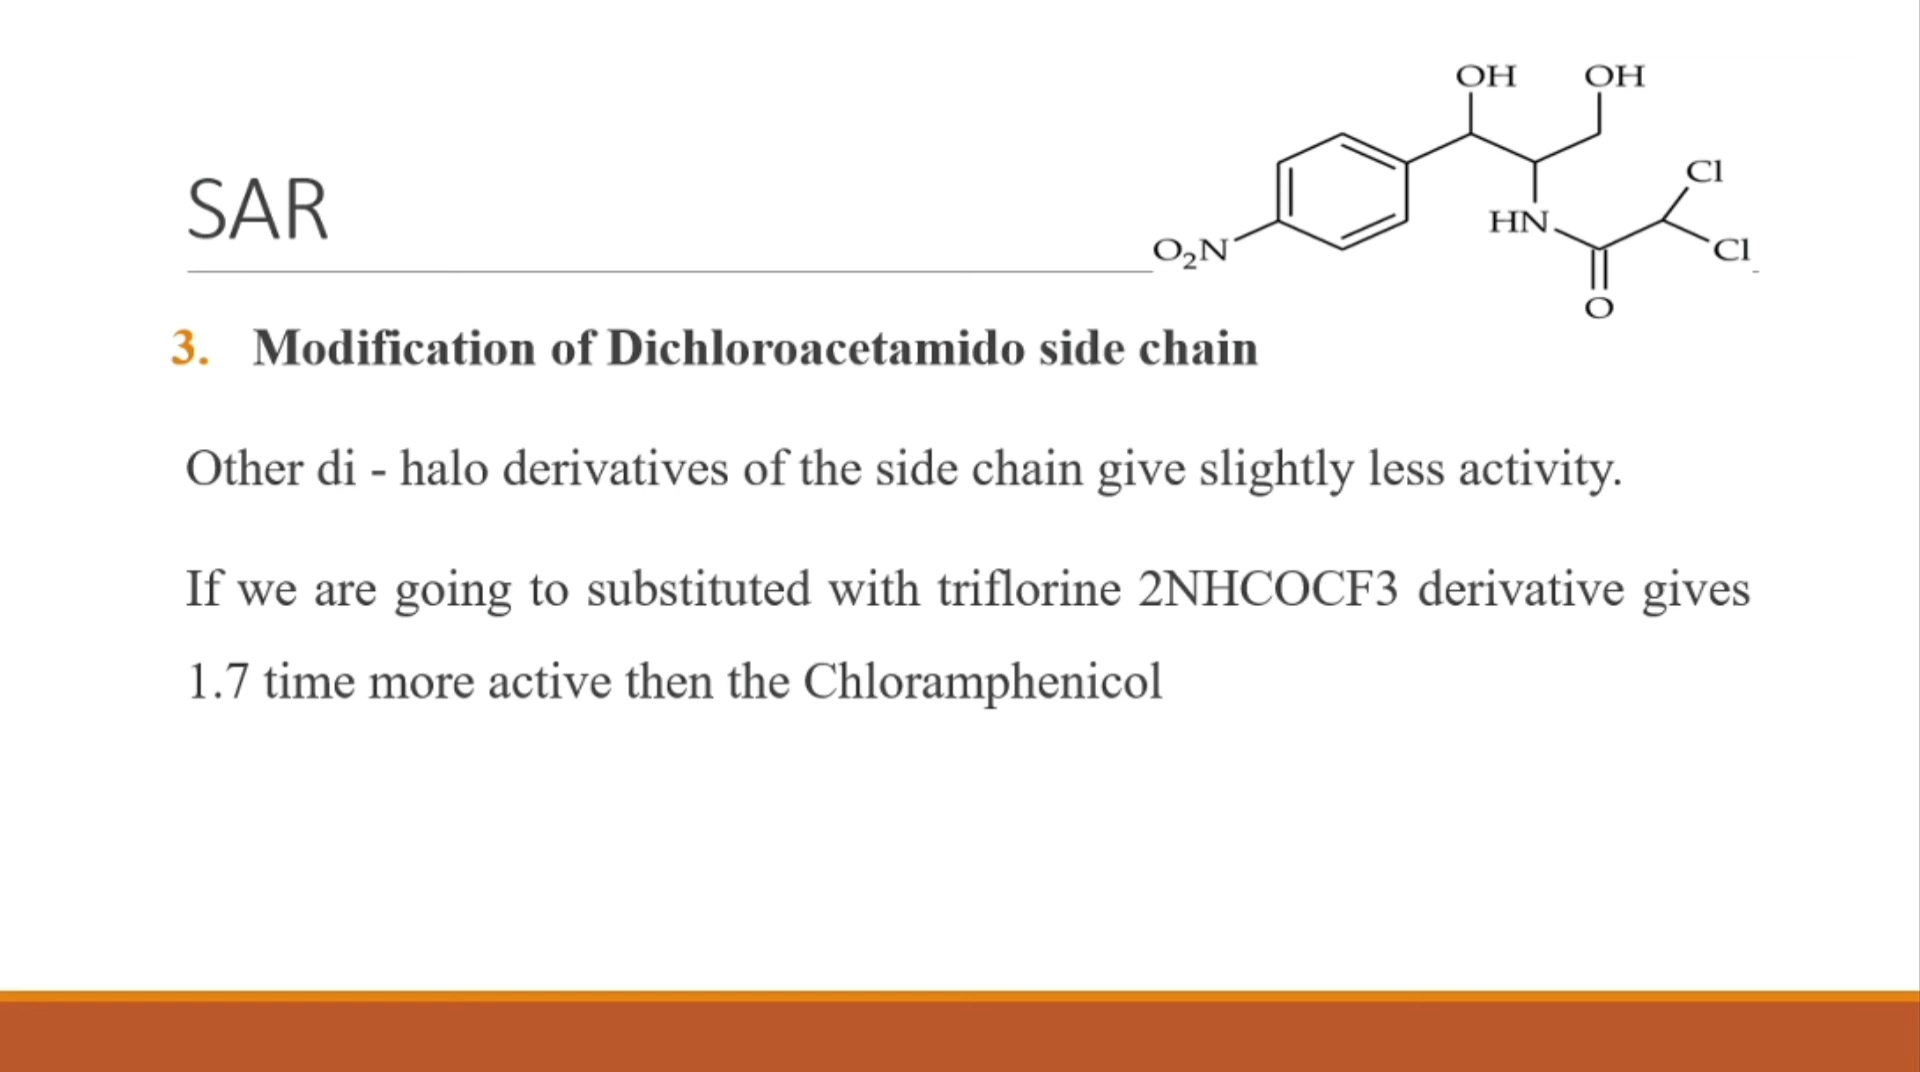 OH OH
Cl
SAR
HN
O₂N
Cl
O
3. Modification of Dichloroacetamido side chain
Other di - halo derivatives of the side chain give slightly less activity.
If we are going to substituted with triflorine 2NHCOCF3 derivative gives
1.7 time more active then the Chloramphenicol